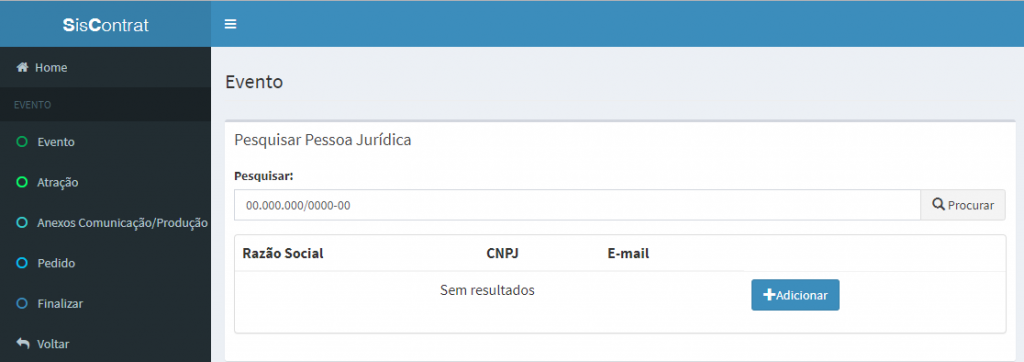 SisContrat
Home
EVENTO
Evento
Atração
Anexos Comunicação/Produção
Pedido
Finalizar
Voltar
Evento
Pesquisar Pessoa Jurídica
Pesquisar:
00.000.000/0000-00 Procurar
Razão Social CNPJ E-mail
Sem resultados Adicionar